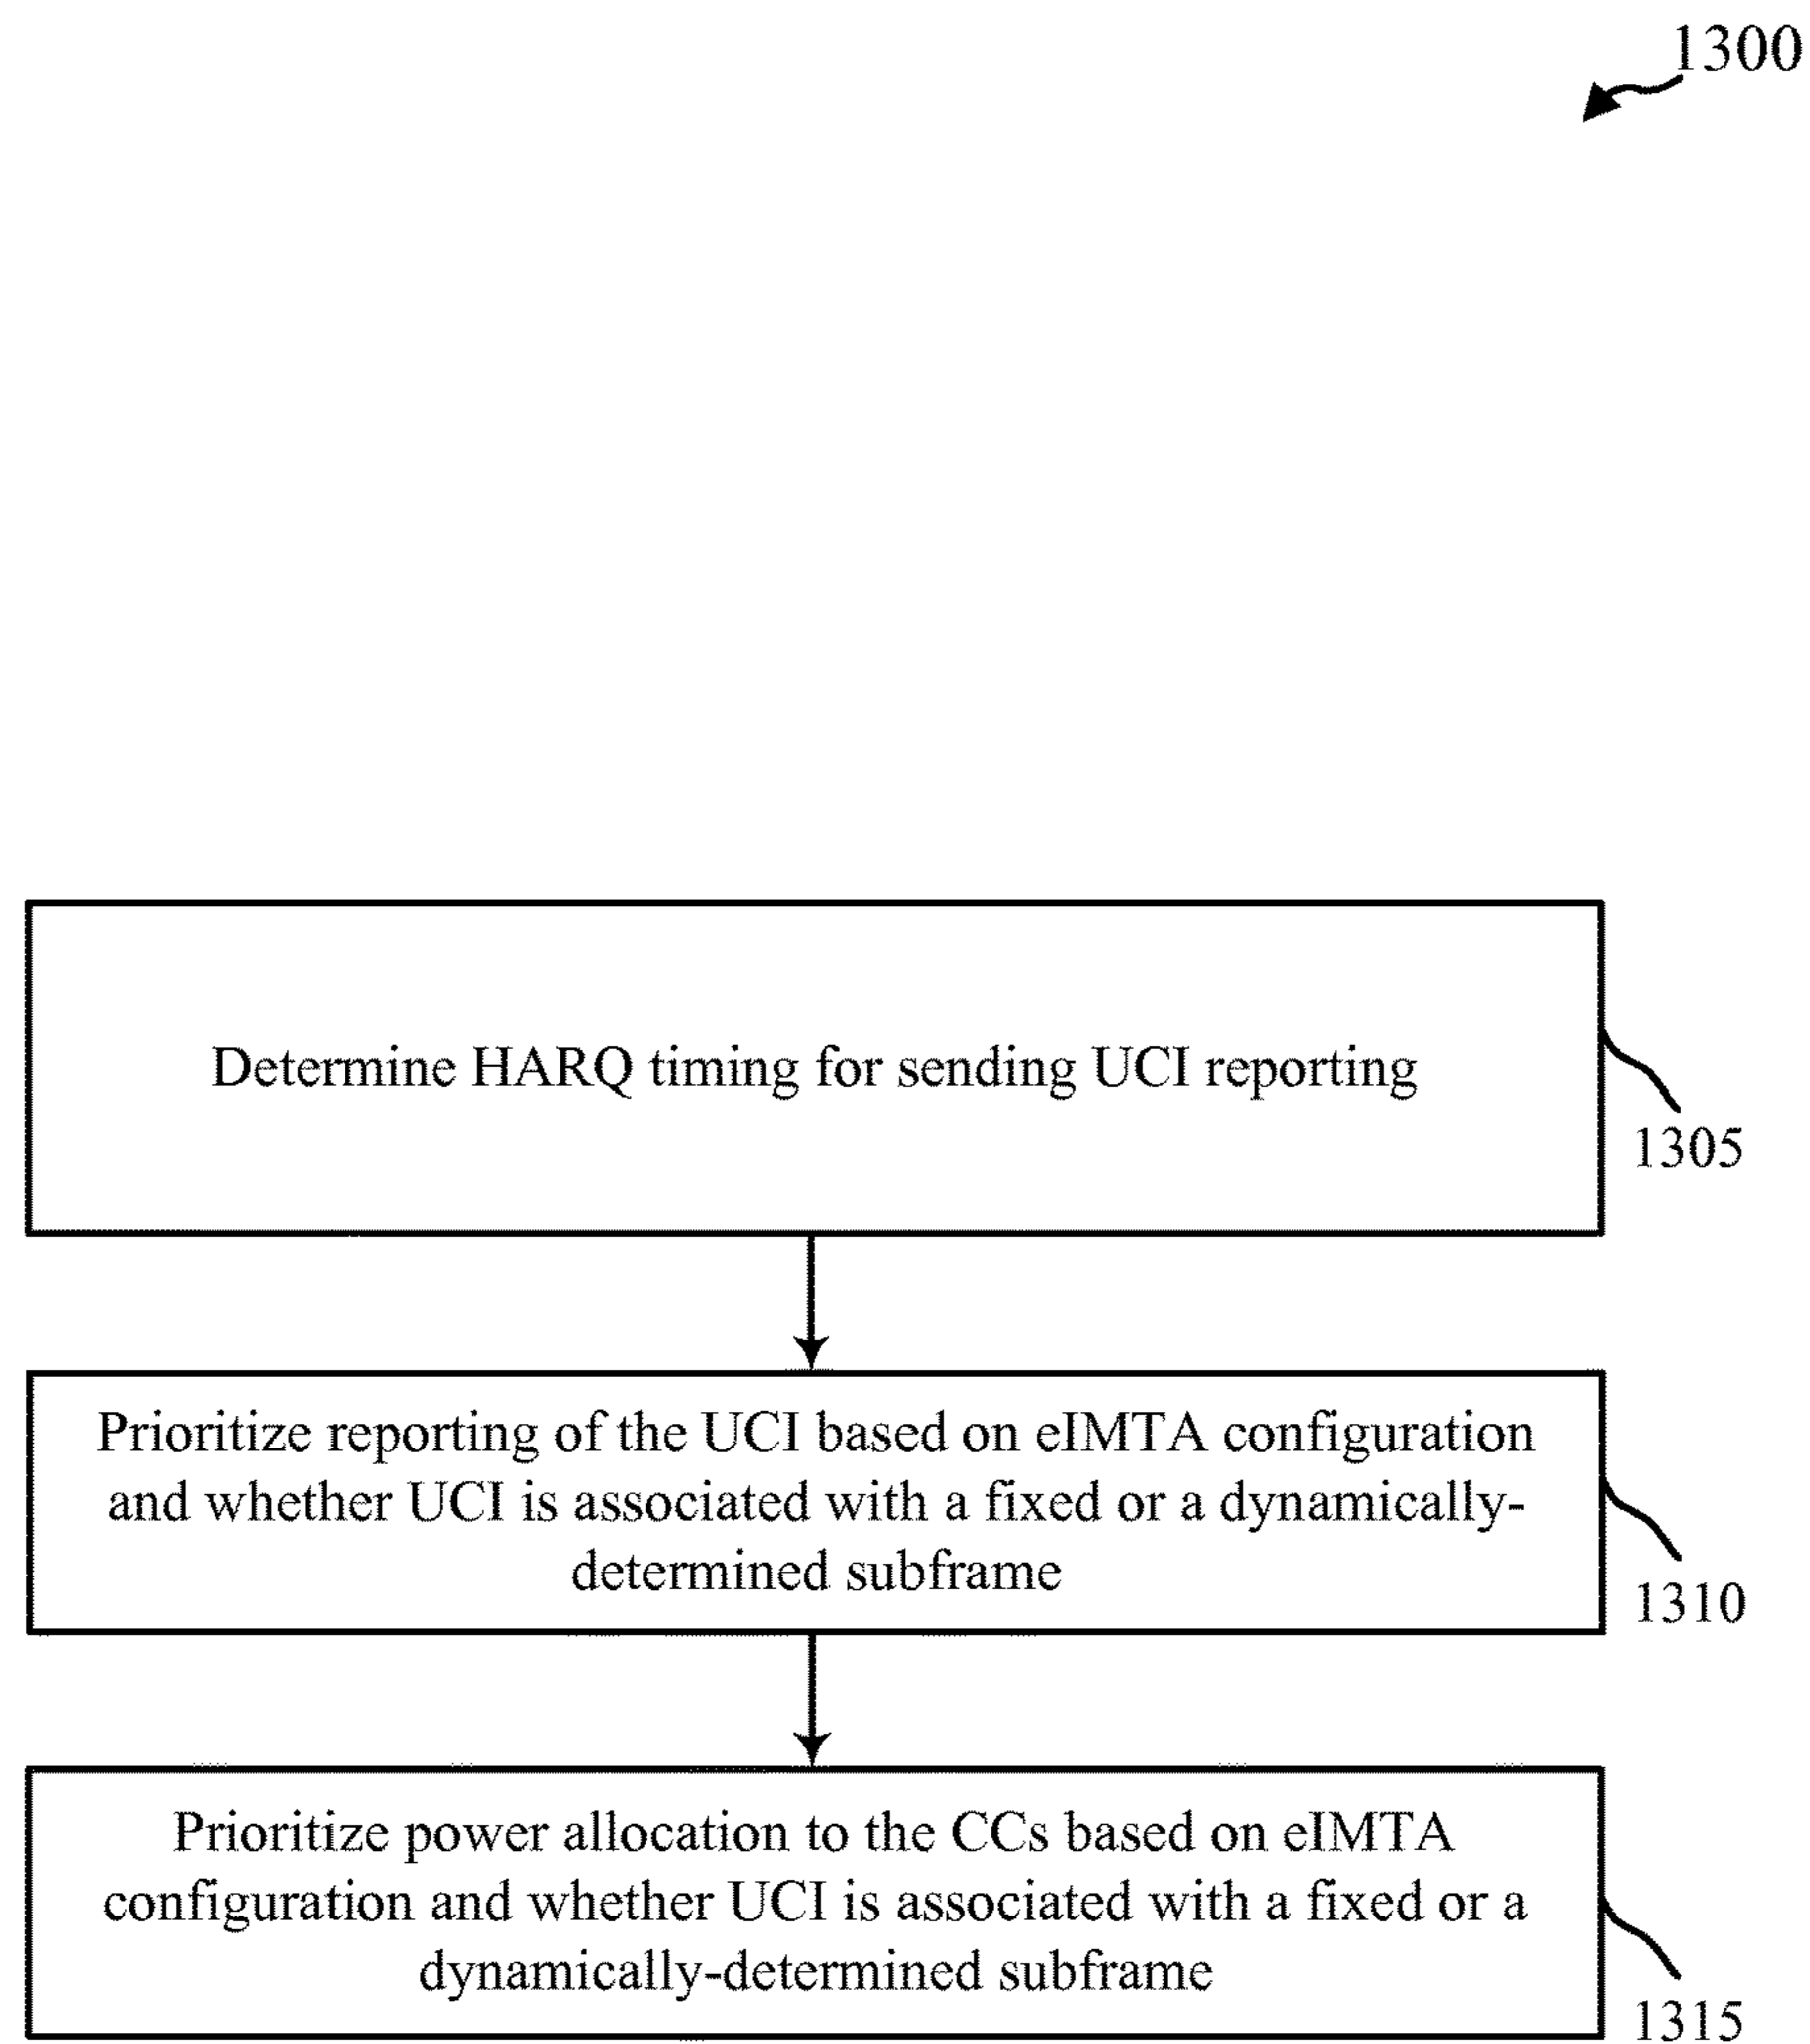 1300
Determine HARQ timing for sending UCI reporting
1305
Prioritize reporting of the UCI based on eIMTA configuration
and whether UCI is associated with a fixed or a dynamically-
determined subframe
1310
Prioritize power allocation to the CCs based on eIMTA
configuration and whether UCI is associated with a fixed or a
dynamically-determined subframe
1315